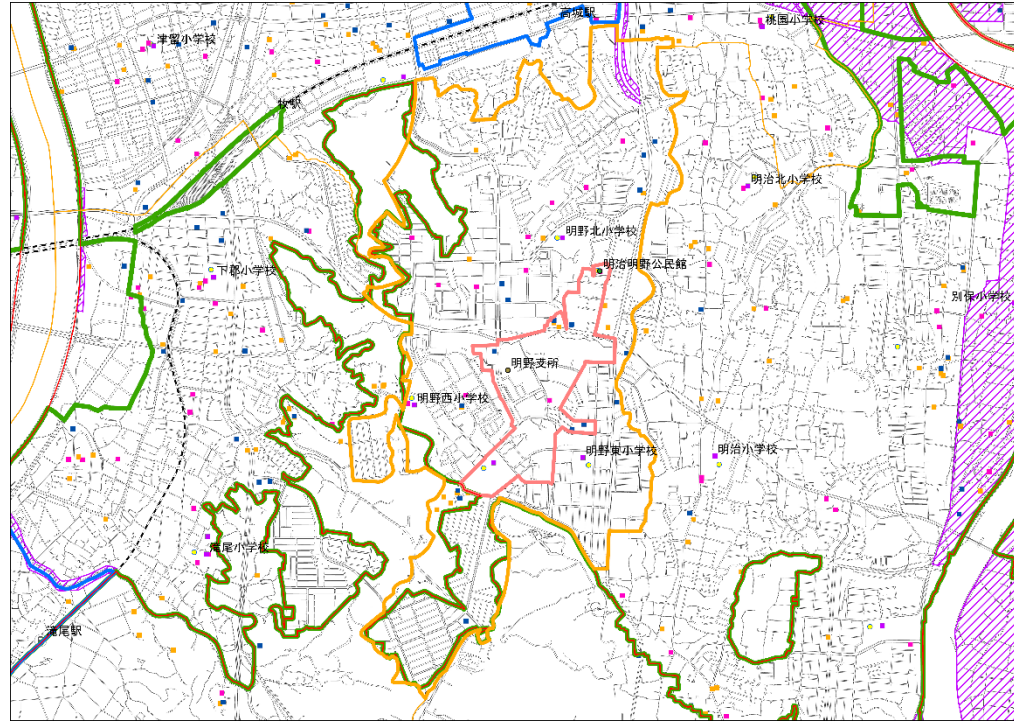 高城駅
桃園小学校
津留小学校
牧駅
明治北小学校
明野北小学校
明治明野公民館
下郡小学校
別保小学校
明野支所
明野西小学校
明野東小学校
明治小学校
滝尾小学校
滝尾駅